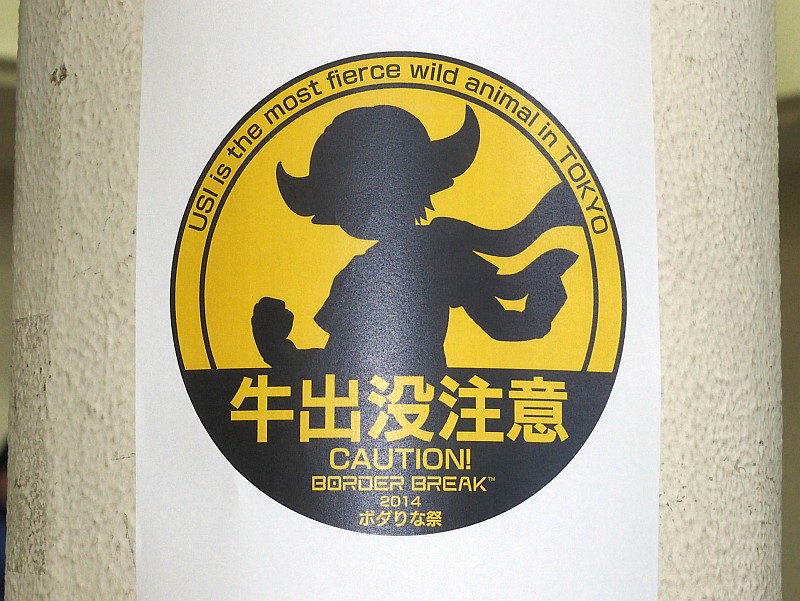 USI is the most fierce wild animal in TOKYO
牛出没注意
CAUTION!
BORDER BREAK™
2014
ボダりな祭